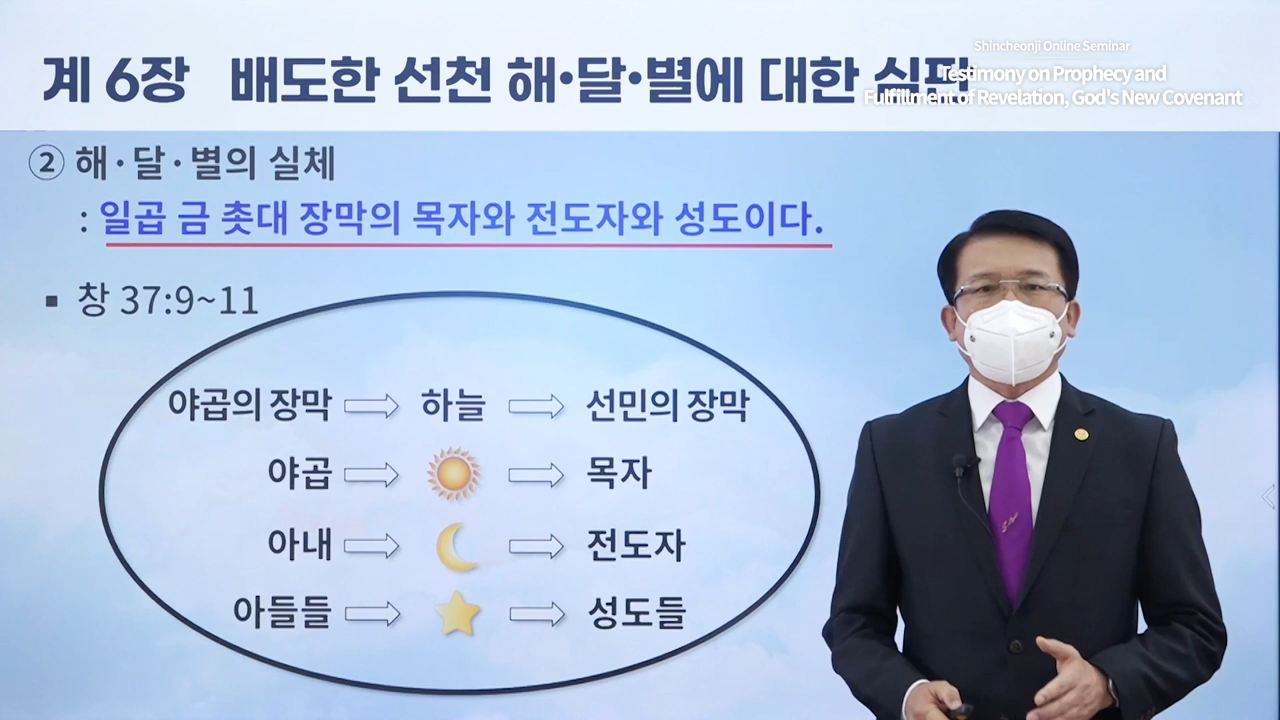 Shincheonji Online Seminar
Testimony on Prophecy and
Fulfillment of Revelation, God's New Covenant
계 6장 배도한 선천 해·달·별에 대한 심판
② 해·달·별의 실체
: 일곱 금 촛대 장막의 목자와 전도자와 성도이다.
▪ 창 37:9~11
야곱의 장막 ⇨ 하늘 ⇨ 선민의 장막
야곱 ⇨ ⇨ 목자
아내 ⇨ ⇨ 전도자
아들들 ⇨ ⇨ 성도들